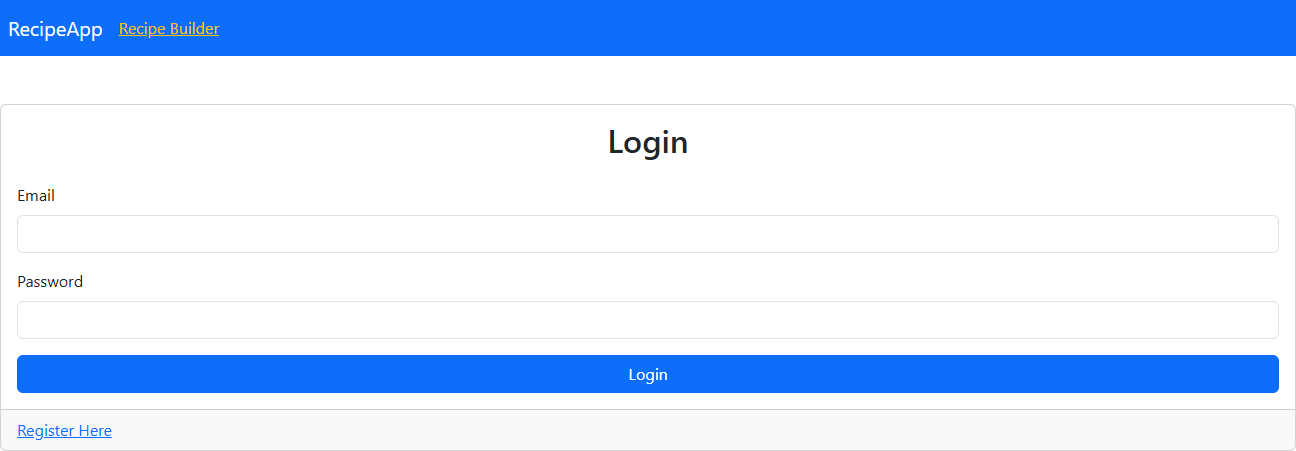 RecipeApp Recipe Builder
Login
Email
Password
Login
Register Here